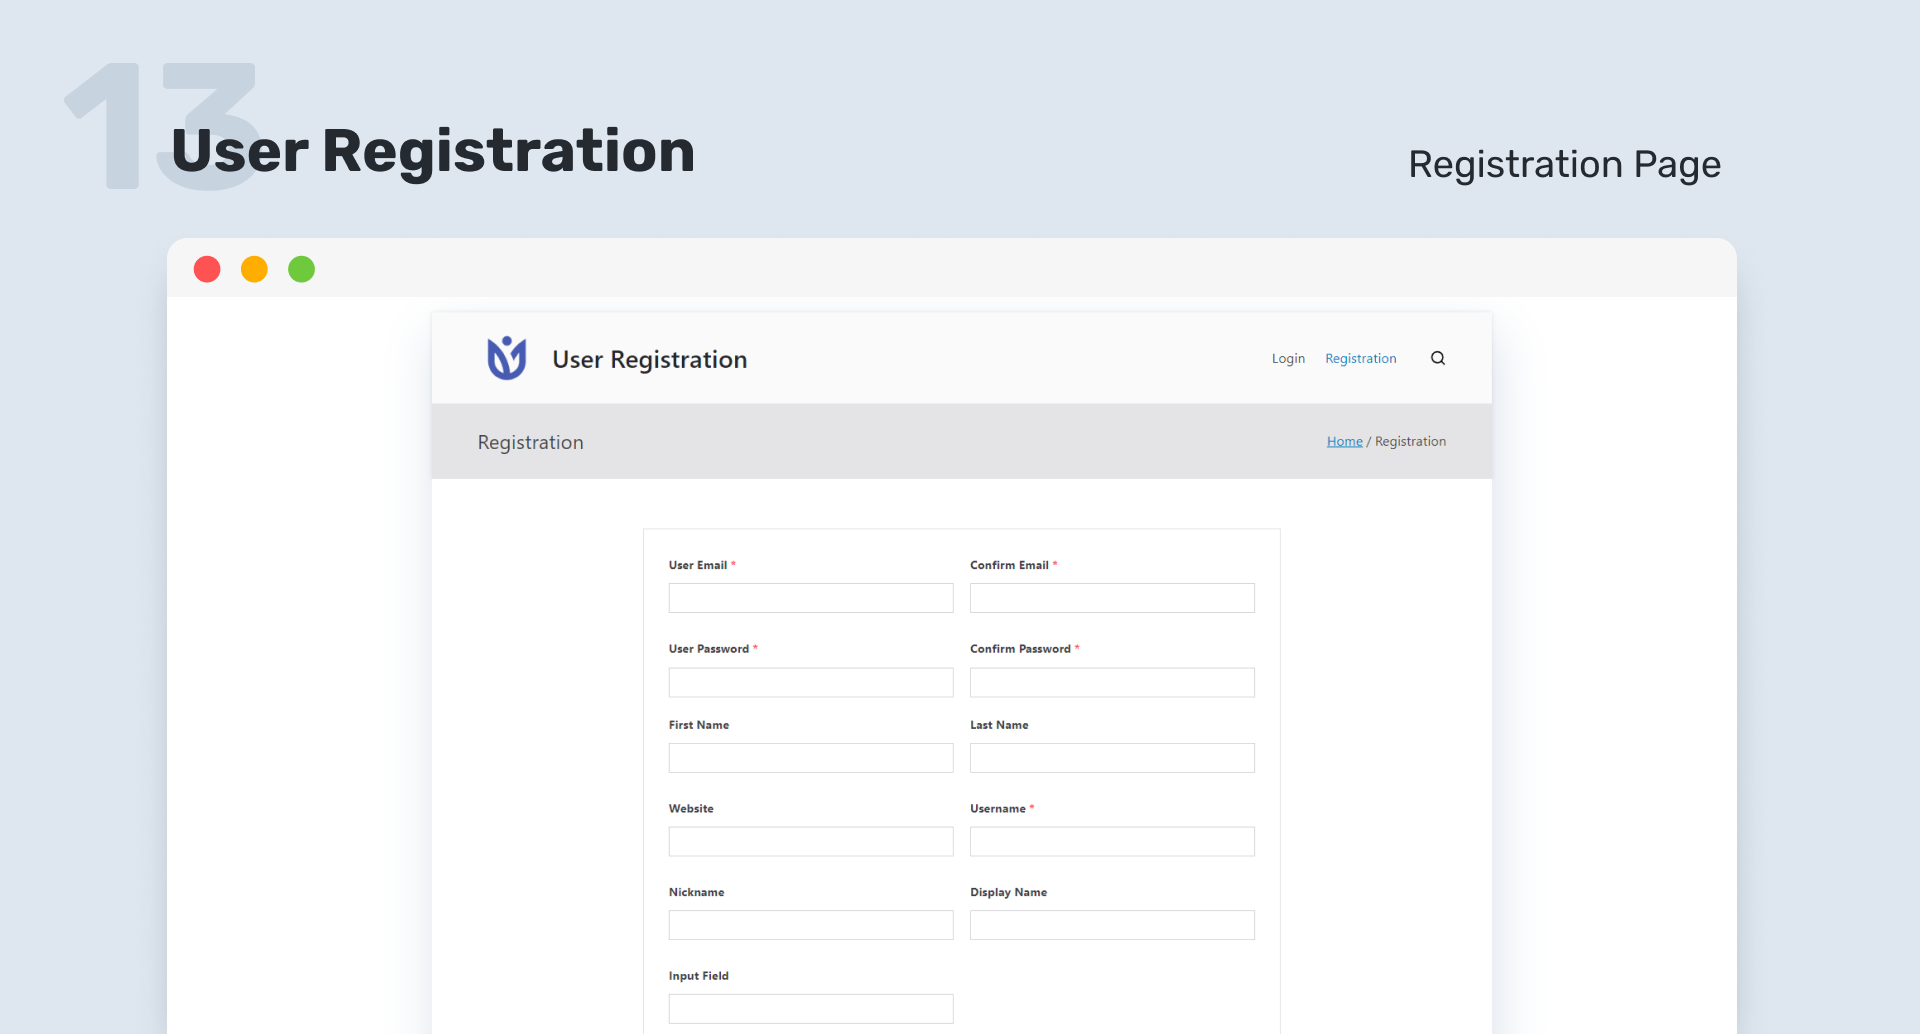 13
User Registration
Registration Page
User Registration
Login Registration
Registration
Home / Registration
User Email * Confirm Email *
User Password * Confirm Password *
First Name Last Name
Website Username *
Nickname Display Name
Input Field